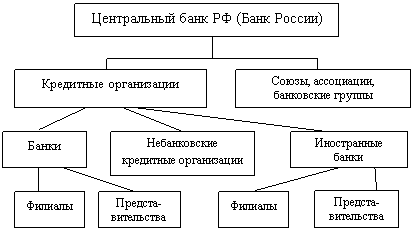 Центральный банк РФ (Банк России)
Кредитные организации
Союзы, ассоциации,
банковские группы
Банки
Небанковские
кредитные организации
Иностранные
банки
Филиалы
Предста-
вительства
Филиалы
Предста-
вительства